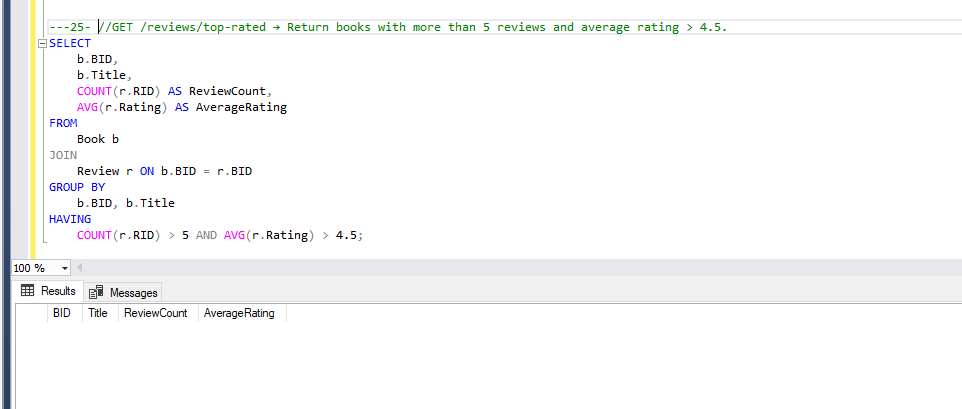 ---25- //GET /reviews/top-rated → Return books with more than 5 reviews and average rating > 4.5.
SELECT
b.BID,
b.Title,
COUNT(r.RID) AS ReviewCount,
AVG(r.Rating) AS AverageRating
FROM
Book b
JOIN
Review r ON b.BID = r.BID
GROUP BY
b.BID, b.Title
HAVING
COUNT(r.RID) > 5 AND AVG(r.Rating) > 4.5;
100 %
Results Messages
BID Title ReviewCount AverageRating